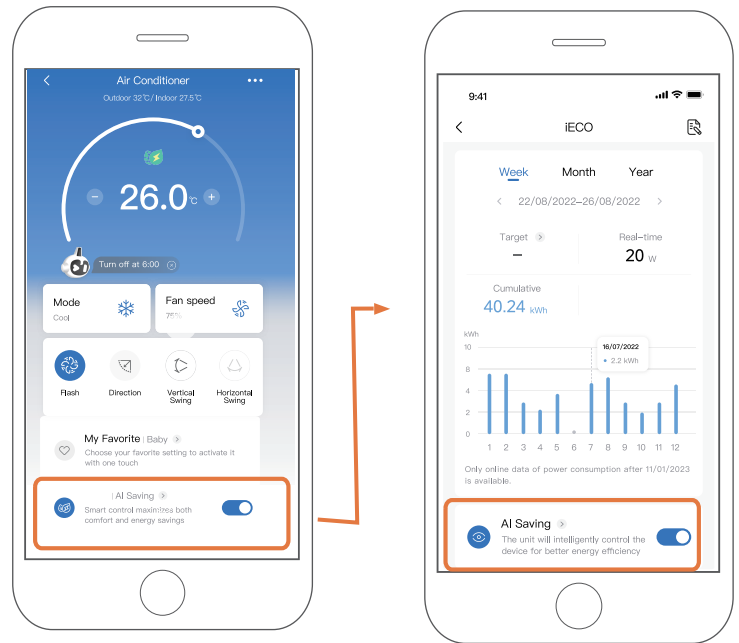 Air Conditioner
Outdoor 32°C / Indoor 27.5°C
26.0°C
Turn off at 6:00
Mode
Cool
Fan speed
75%
Flash
Direction
Vertical
Swing
Horizontal
Swing
My Favorite | Baby
Choose your favorite setting to activate it
with one touch
| AI Saving
Smart control maximizes both
comfort and energy savings
9:41
iECO
Week Month Year
22/08/2022–26/08/2022
Target
–
Real–time
20 W
Cumulative
40.24 kWh
kWh
10
8
4
2
0
16/07/2022
2.2 kWh
1 2 3 4 5 6 7 8 9 10 11 12
Only online data of power consumption after 11/01/2023
is available.
AI Saving
The unit will intelligently control the
device for better energy efficiency